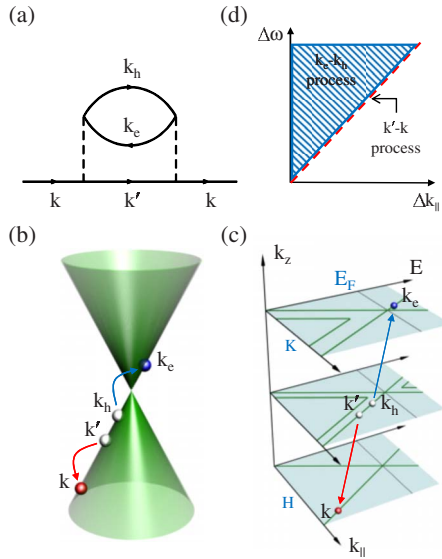 (a)
k_h
k_e
k
k′
k
(d)
Δω
k_e-k_h
process
k′-k
process
Δk_∥
(b)
k_e
k_h
k′
k
(c)
k_z
E
E_F
k_e
K
k′
k_h
k
H
k_∥